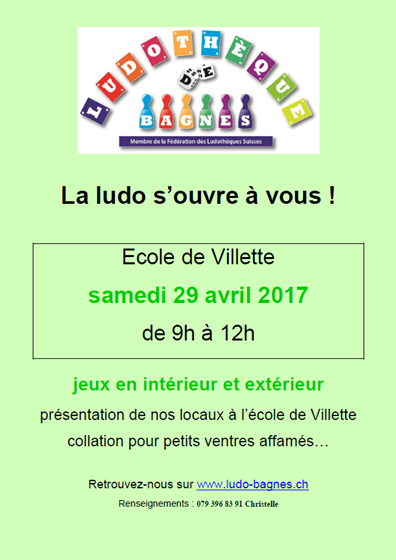 LUDOTHÈQUE
DE
BAGNES
Membre de la Fédération des Ludothèques Suisses
La ludo s'ouvre à vous !
Ecole de Villette
samedi 29 avril 2017
de 9h à 12h
jeux en intérieur et extérieur
présentation de nos locaux à l'école de Villette
collation pour petits ventres affamés…
Retrouvez-nous sur www.ludo-bagnes.ch
Renseignements : 079 396 83 91 Christelle